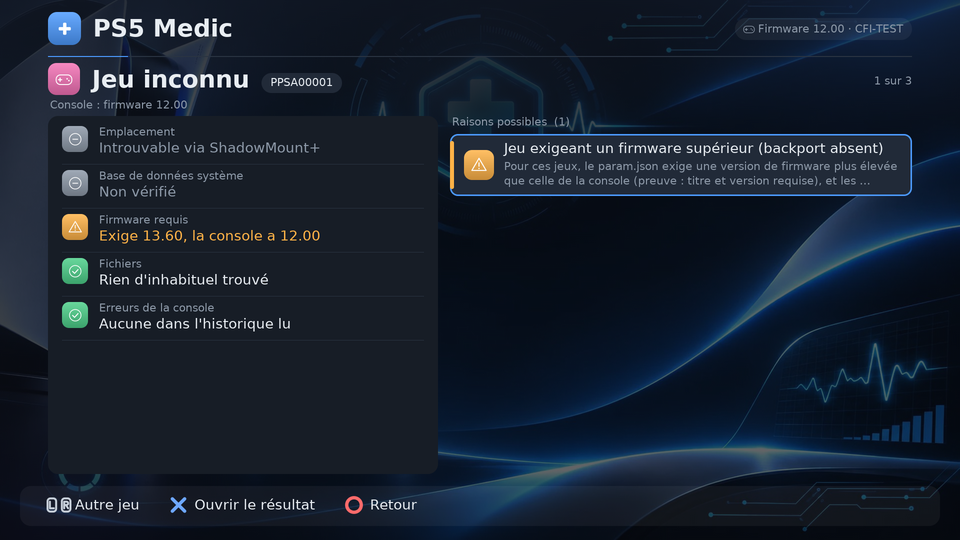 PS5 Medic
Firmware 12.00 · CFI-TEST
Jeu inconnu PPSA00001
1 sur 3
Console : firmware 12.00
Emplacement
Introuvable via ShadowMount+
Base de données système
Non vérifié
Firmware requis
Exige 13.60, la console a 12.00
Fichiers
Rien d'inhabituel trouvé
Erreurs de la console
Aucune dans l'historique lu
Raisons possibles (1)
Jeu exigeant un firmware supérieur (backport absent)
Pour ces jeux, le param.json exige une version de firmware plus élevée
que celle de la console (preuve : titre et version requise), et les ...
L R Autre jeu
Ouvrir le résultat
Retour